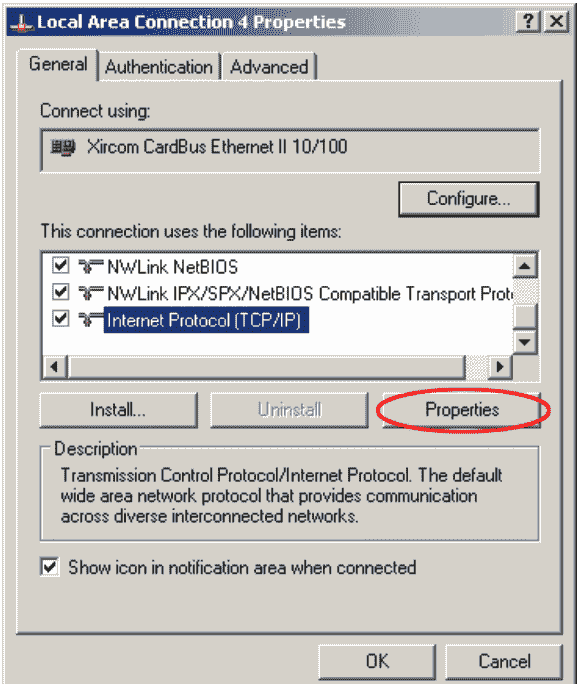 Local Area Connection 4 Properties
General
Authentication
Advanced
Connect using:
Xircom CardBus Ethernet II 10/100
Configure...
This connection uses the following items:
NWLink NetBIOS
NWLink IPX/SPX/NetBIOS Compatible Transport Prot
Internet Protocol (TCP/IP)
Install...
Uninstall
Properties
Description
Transmission Control Protocol/Internet Protocol. The default
wide area network protocol that provides communication
across diverse interconnected networks.
Show icon in notification area when connected
OK
Cancel